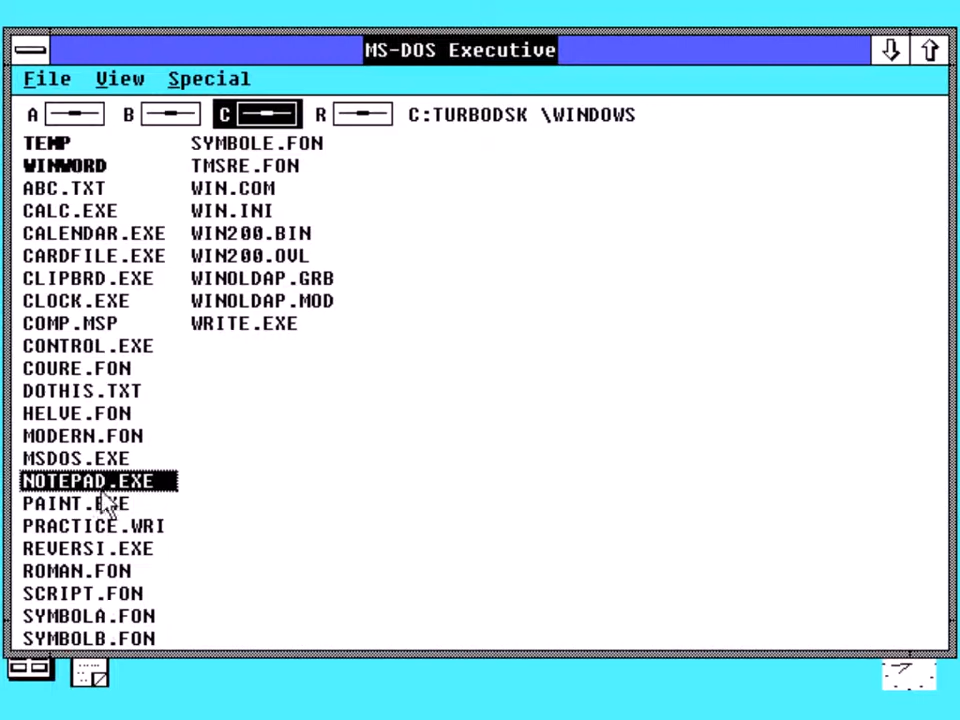 MS-DOS Executive
File View Special
A B C R C:TURBODSK \WINDOWS
TEMP SYMBOLE.FON
WINWORD TMSRE.FON
ABC.TXT WIN.COM
CALC.EXE WIN.INI
CALENDAR.EXE WIN200.BIN
CARDFILE.EXE WIN200.OVL
CLIPBRD.EXE WINOLDAP.GRB
CLOCK.EXE WINOLDAP.MOD
COMP.MSP WRITE.EXE
CONTROL.EXE
COURE.FON
DOTHIS.TXT
HELVE.FON
MODERN.FON
MSDOS.EXE
NOTEPAD.EXE
PAINT.EXE
PRACTICE.WRI
REVERSI.EXE
ROMAN.FON
SCRIPT.FON
SYMBOLA.FON
SYMBOLB.FON